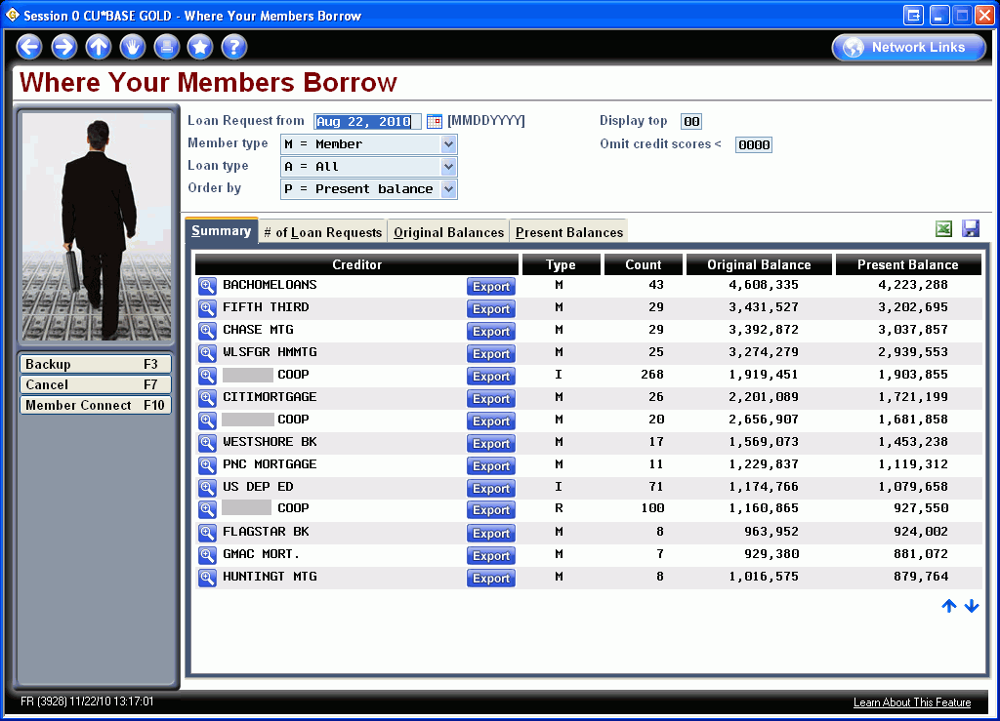 Session 0 CU*BASE GOLD - Where Your Members Borrow
Network Links
Where Your Members Borrow
Loan Request from Aug 22, 2010 [MMDDYYYY] Display top 00
Member type M = Member Omit credit scores < 0000
Loan type A = All
Order by P = Present balance
Summary # of Loan Requests Original Balances Present Balances
Creditor Type Count Original Balance Present Balance
BACHOMELOANS Export M 43 4,608,335 4,223,288
FIFTH THIRD Export M 29 3,431,527 3,202,695
CHASE MTG Export M 29 3,392,872 3,037,857
WLSFGR HMMTG Export M 25 3,274,279 2,939,553
COOP Export I 268 1,919,451 1,903,855
CITIMORTGAGE Export M 26 2,201,089 1,721,199
COOP Export M 20 2,656,907 1,681,858
WESTSHORE BK Export M 17 1,569,073 1,453,238
PNC MORTGAGE Export M 11 1,229,837 1,119,312
US DEP ED Export I 71 1,174,766 1,079,658
COOP Export R 100 1,160,865 927,550
FLAGSTAR BK Export M 8 963,952 924,002
GMAC MORT. Export M 7 929,380 881,072
HUNTINGT MTG Export M 8 1,016,575 879,764
Backup F3
Cancel F7
Member Connect F10
FR (3928) 11/22/10 13:17:01 Learn About This Feature